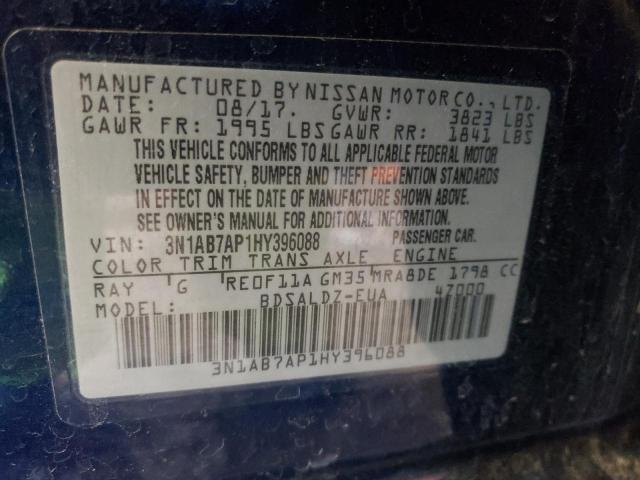 MANUFACTURED BY NISSAN MOTOR CO., LTD.
DATE: 08/17. GVWR: 3823 LBS
GAWR FR: 1995 LBS GAWR RR: 1841 LBS
THIS VEHICLE CONFORMS TO ALL APPLICABLE FEDERAL MOTOR
VEHICLE SAFETY, BUMPER AND THEFT PREVENTION STANDARDS
IN EFFECT ON THE DATE OF MANUFACTURE SHOWN ABOVE.
SEE OWNER'S MANUAL FOR ADDITIONAL INFORMATION.
VIN: 3N1AB7AP1HY396088 PASSENGER CAR.
COLOR TRIM TRANS AXLE ENGINE
RAY G RE0F11A GM35 MRA8DE 1798 CC
MODEL: BDSALDZ-EUA 47000
3N1AB7AP1HY396088